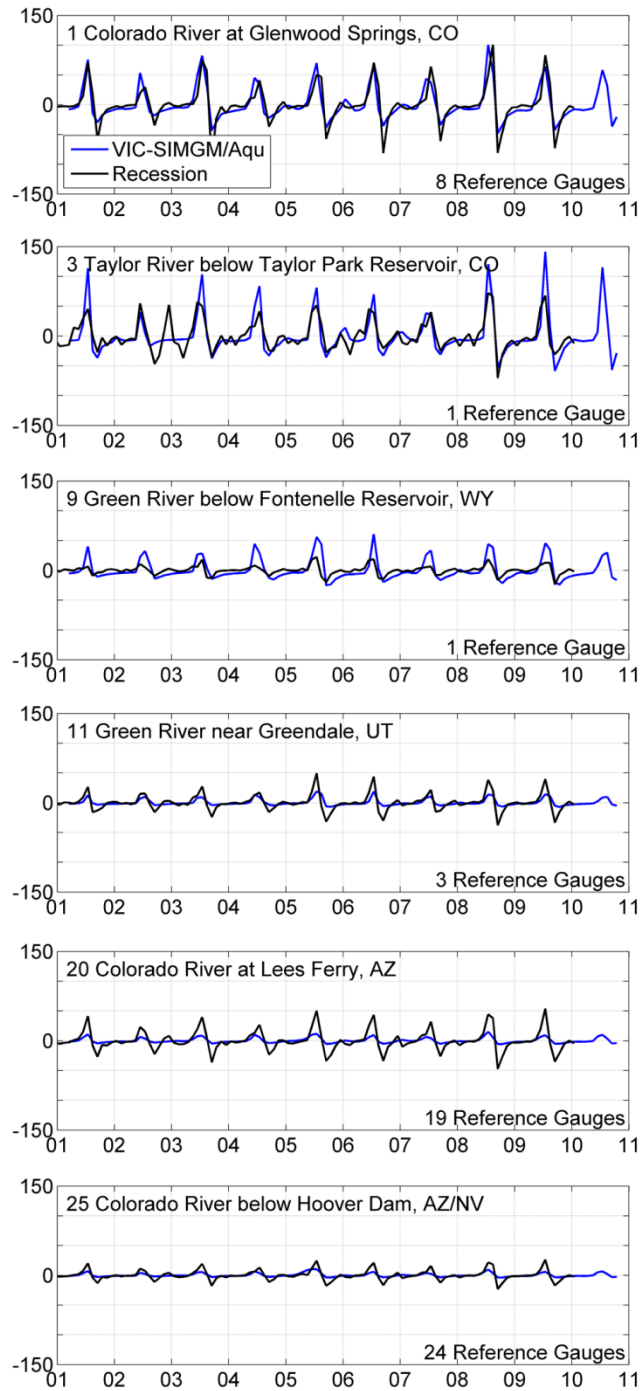 1 Colorado River at Glenwood Springs, CO
150
0
-150
VIC-SIMGM/Aqu
Recession
8 Reference Gauges
01 02 03 04 05 06 07 08 09 10 11
3 Taylor River below Taylor Park Reservoir, CO
150
0
-150
1 Reference Gauge
01 02 03 04 05 06 07 08 09 10 11
9 Green River below Fontenelle Reservoir, WY
150
0
-150
1 Reference Gauge
01 02 03 04 05 06 07 08 09 10 11
11 Green River near Greendale, UT
150
0
-150
3 Reference Gauges
01 02 03 04 05 06 07 08 09 10 11
20 Colorado River at Lees Ferry, AZ
150
0
-150
19 Reference Gauges
01 02 03 04 05 06 07 08 09 10 11
25 Colorado River below Hoover Dam, AZ/NV
150
0
-150
24 Reference Gauges
01 02 03 04 05 06 07 08 09 10 11